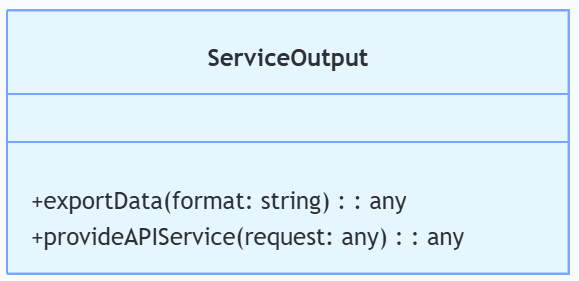 ServiceOutput
+exportData(format: string) : : any
+provideAPIService(request: any) : : any